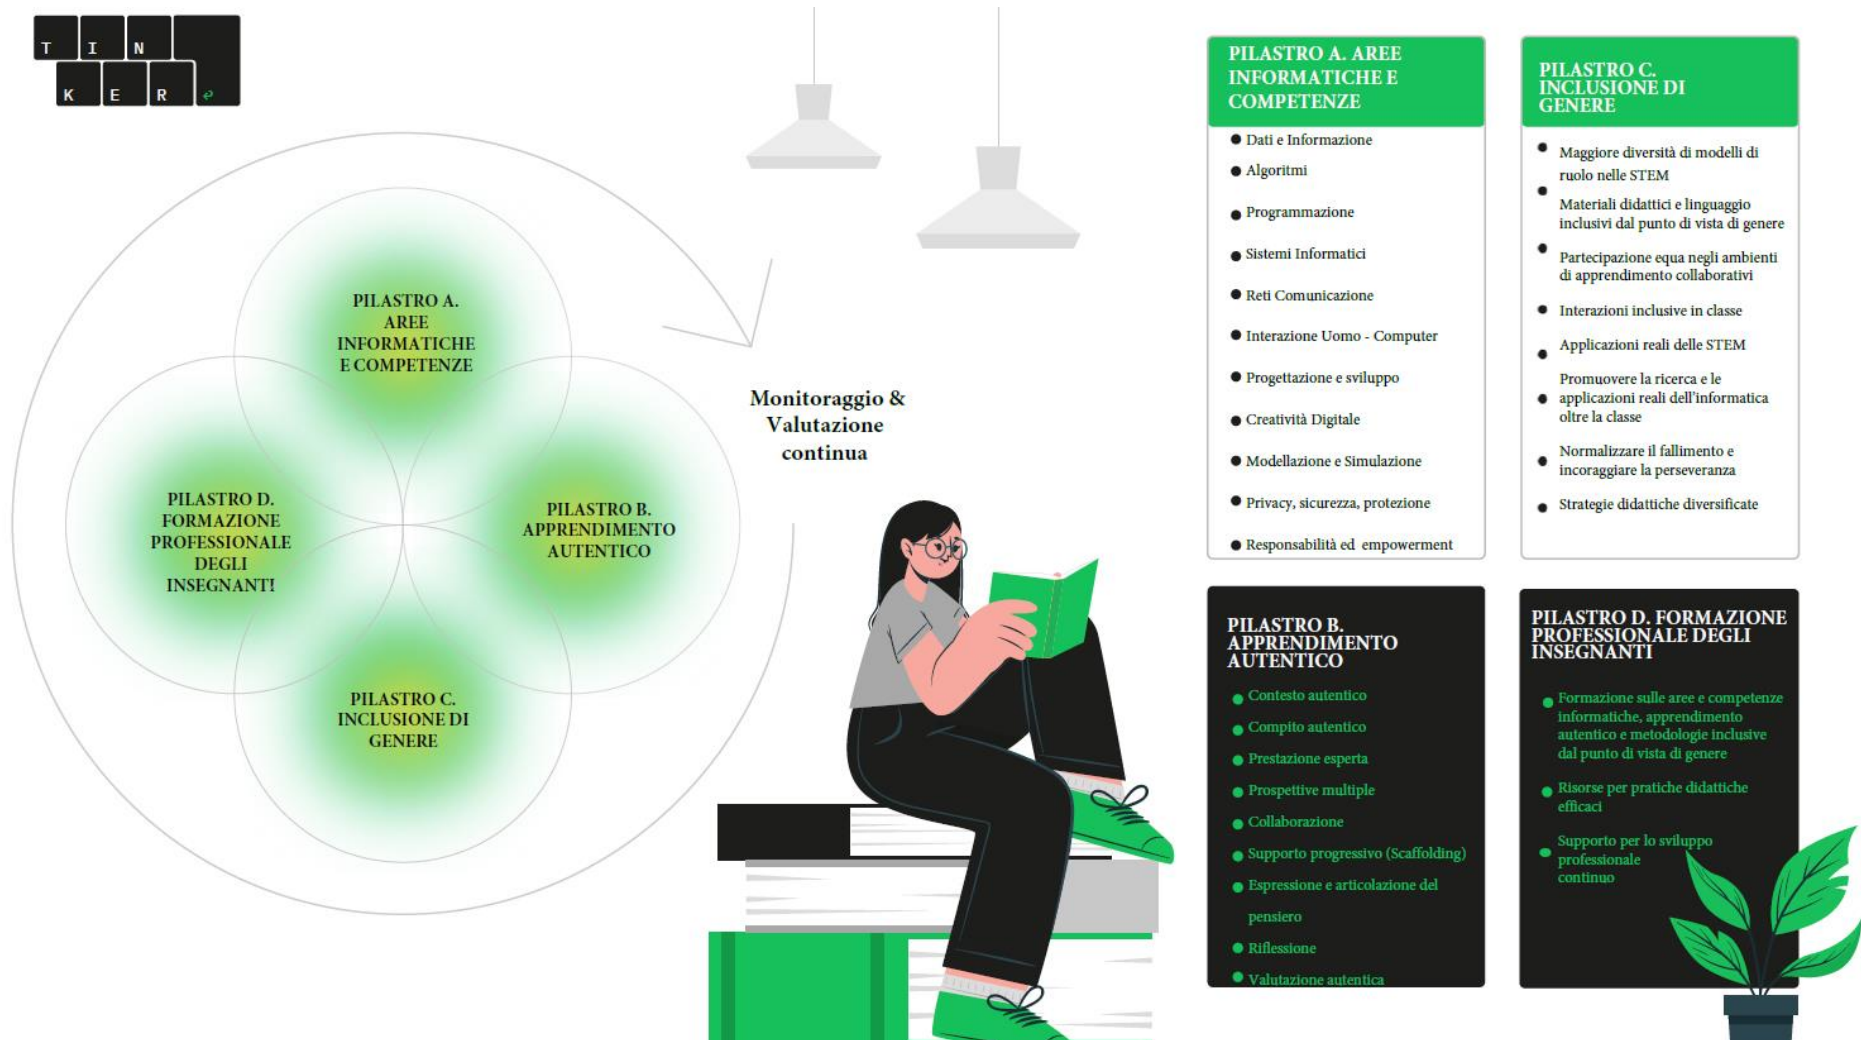 T I N
K E R
PILASTRO A.
AREE
INFORMATICHE
E COMPETENZE
PILASTRO D.
FORMAZIONE
PROFESSIONALE
DEGLI
INSEGNANTI
PILASTRO B.
APPRENDIMENTO
AUTENTICO
PILASTRO C.
INCLUSIONE DI
GENERE
Monitoraggio &
Valutazione
continua
PILASTRO A. AREE
INFORMATICHE E
COMPETENZE
Dati e Informazione
Algoritmi
Programmazione
Sistemi Informatici
Reti Comunicazione
Interazione Uomo - Computer
Progettazione e sviluppo
Creatività Digitale
Modellazione e Simulazione
Privacy, sicurezza, protezione
Responsabilità ed empowerment
PILASTRO C.
INCLUSIONE DI
GENERE
Maggiore diversità di modelli di
ruolo nelle STEM
Materiali didattici e linguaggio
inclusivi dal punto di vista di genere
Partecipazione equa negli ambienti
di apprendimento collaborativi
Interazioni inclusive in classe
Applicazioni reali delle STEM
Promuovere la ricerca e le
applicazioni reali dell'informatica
oltre la classe
Normalizzare il fallimento e
incoraggiare la perseveranza
Strategie didattiche diversificate
PILASTRO B.
APPRENDIMENTO
AUTENTICO
Contesto autentico
Compito autentico
Prestazione esperta
Prospettive multiple
Collaborazione
Supporto progressivo (Scaffolding)
Espressione e articolazione del
pensiero
Riflessione
Valutazione autentica
PILASTRO D. FORMAZIONE
PROFESSIONALE DEGLI
INSEGNANTI
Formazione sulle aree e competenze
informatiche, apprendimento
autentico e metodologie inclusive
dal punto di vista di genere
Risorse per pratiche didattiche
efficaci
Supporto per lo sviluppo
professionale
continuo